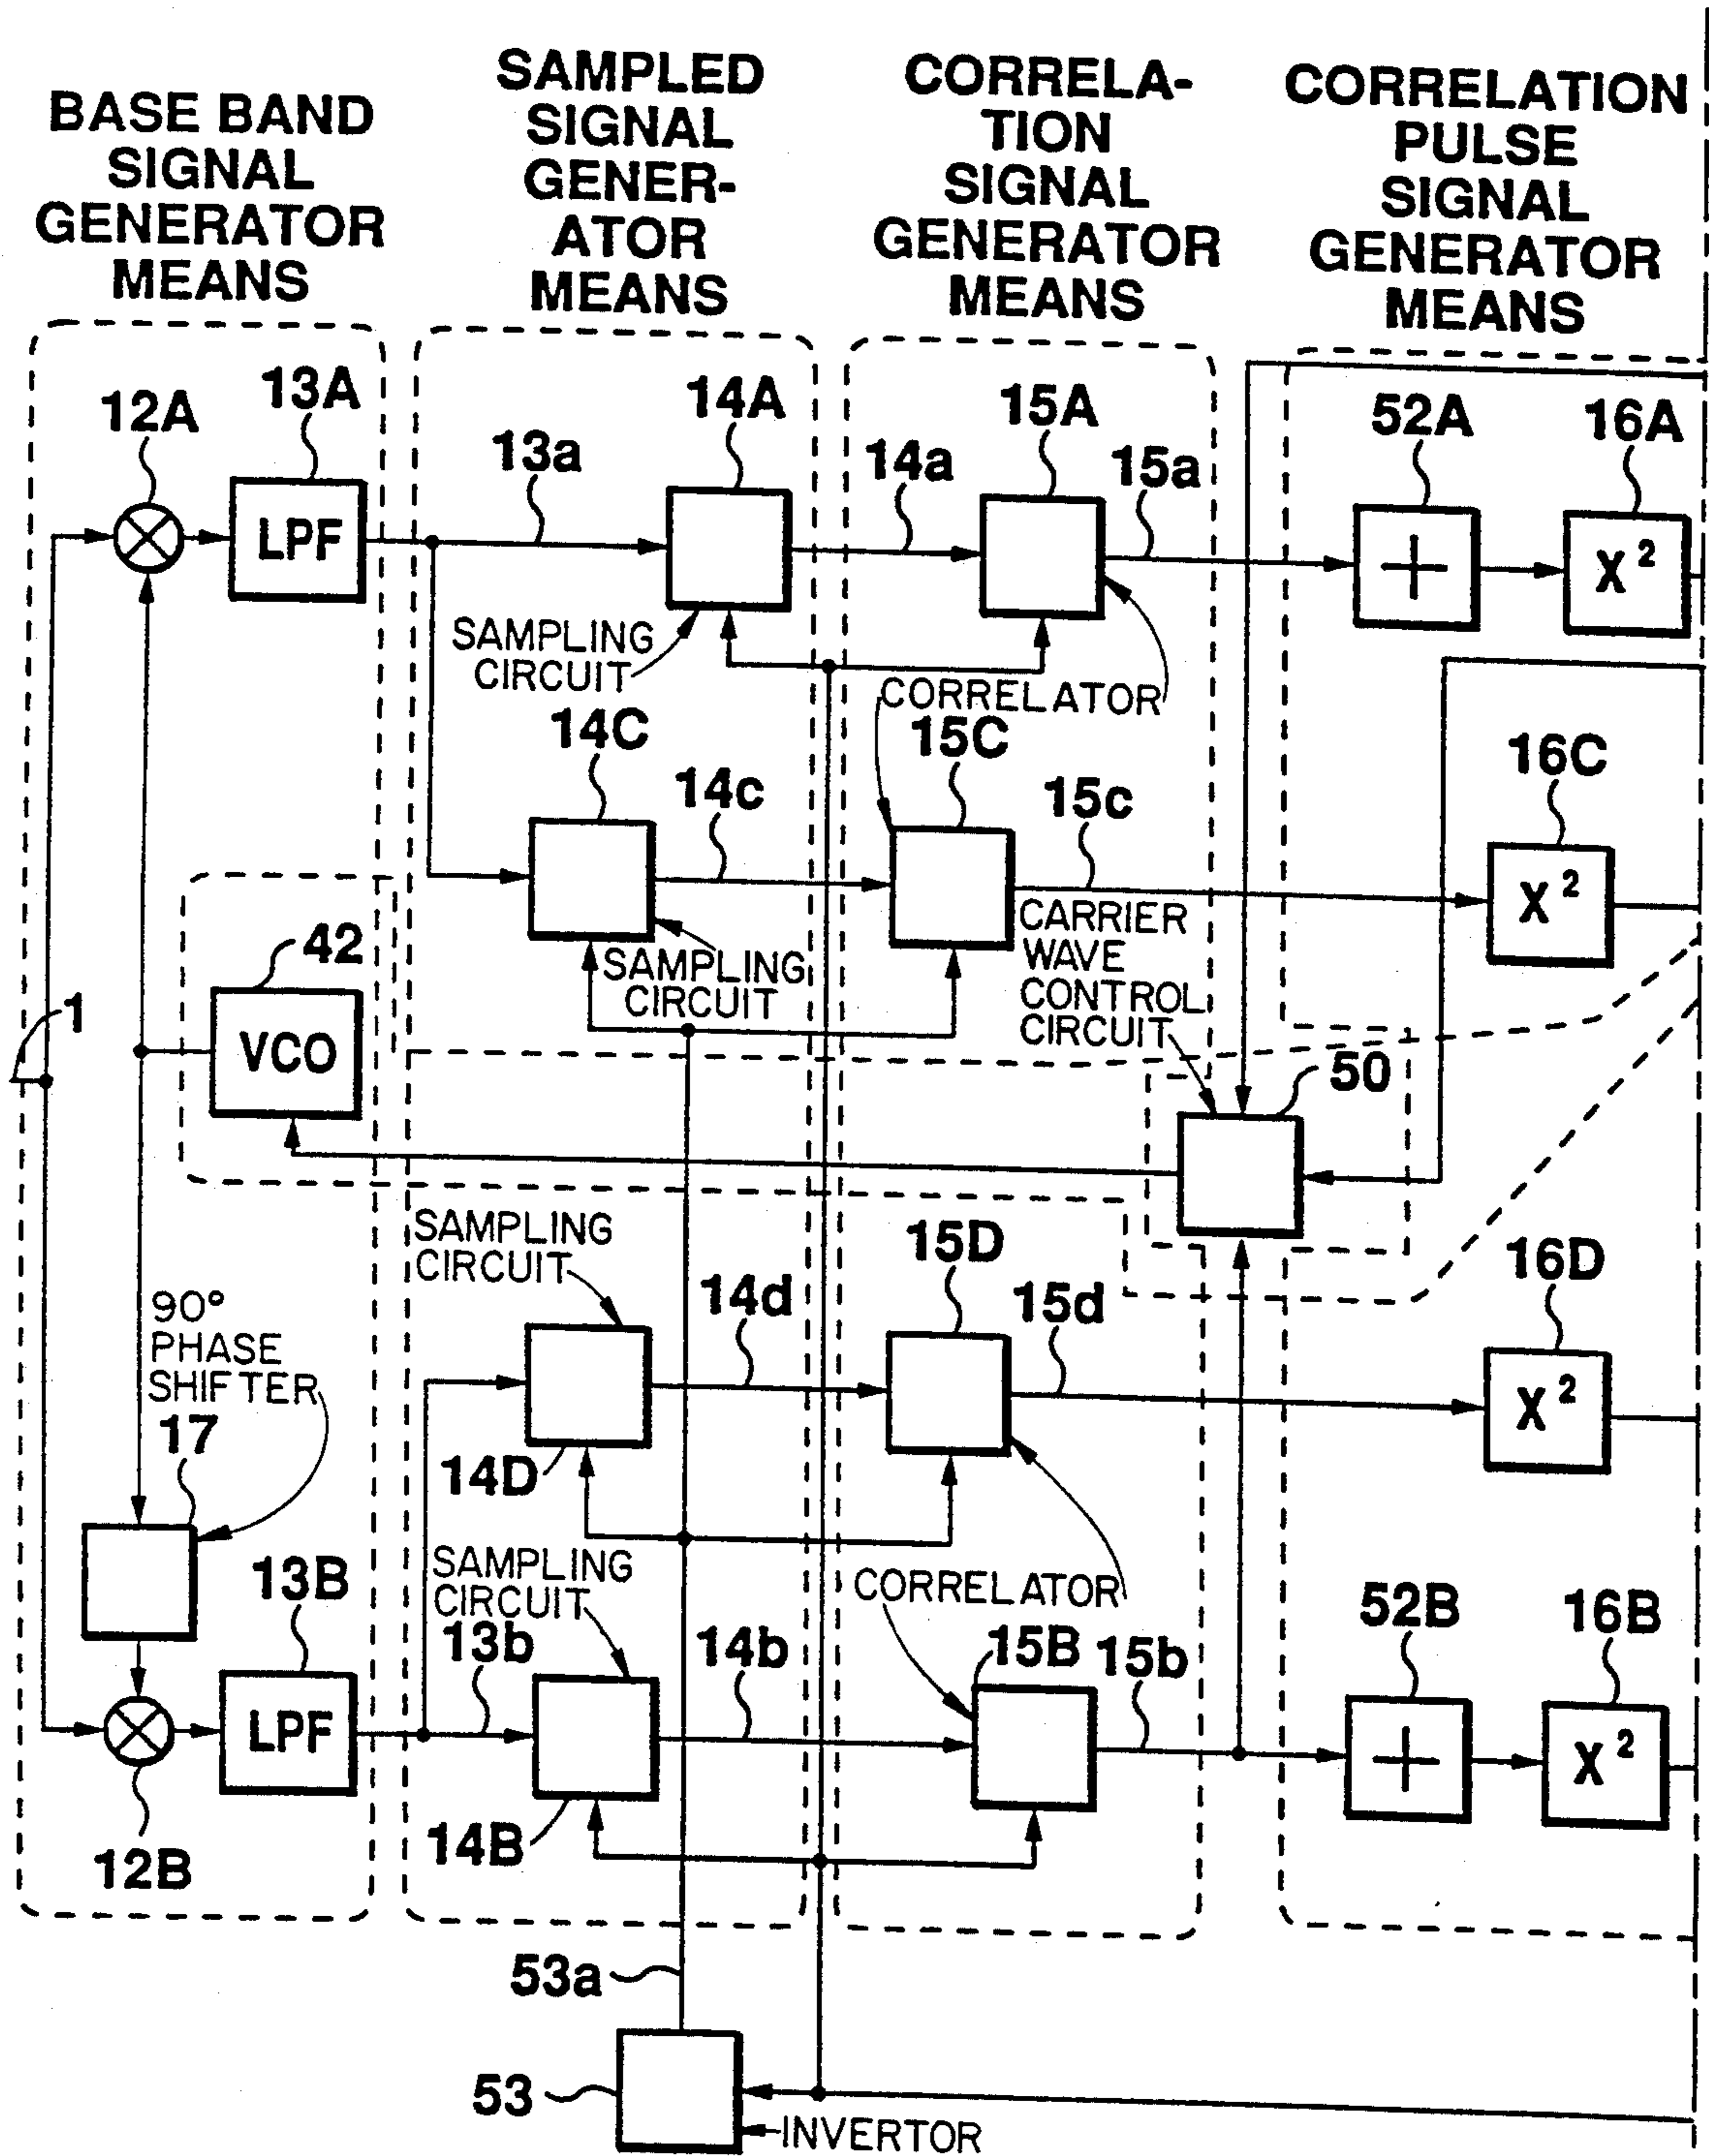 BASE BAND
SIGNAL
GENERATOR
MEANS
SAMPLED
SIGNAL
GENER-
ATOR
MEANS
CORRELA-
TION
SIGNAL
GENERATOR
MEANS
CORRELATION
PULSE
SIGNAL
GENERATOR
MEANS
12A
13A
LPF
13a
14A
SAMPLING
CIRCUIT
14a
15A
15a
CORRELATOR
52A
+
16A
X²
14C
14c
SAMPLING
CIRCUIT
15C
15c
16C
X²
CARRIER
WAVE
CONTROL
CIRCUIT
50
42
VCO
1
90°
PHASE
SHIFTER
17
SAMPLING
CIRCUIT
14D
14d
15D
15d
16D
X²
CORRELATOR
12B
13B
LPF
SAMPLING
CIRCUIT
13b
14B
14b
15B
15b
52B
+
16B
X²
53a
53
INVERTOR